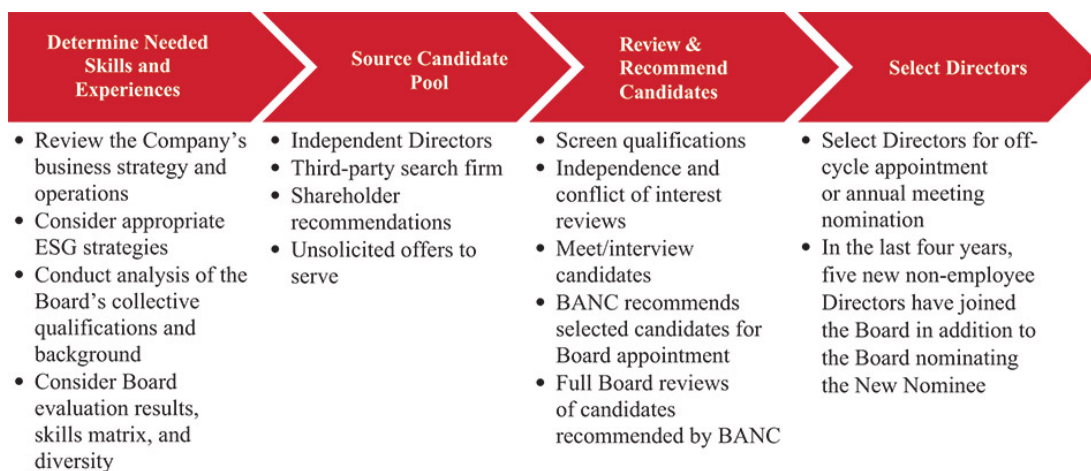 Determine Needed
Skills and
Experiences
• Review the Company's
business strategy and
operations
• Consider appropriate
ESG strategies
• Conduct analysis of the
Board's collective
qualifications and
background
• Consider Board
evaluation results,
skills matrix, and
diversity
Source Candidate
Pool
• Independent Directors
• Third-party search firm
• Shareholder
recommendations
• Unsolicited offers to
serve
Review &
Recommend
Candidates
• Screen qualifications
• Independence and
conflict of interest
reviews
• Meet/interview
candidates
• BANC recommends
selected candidates for
Board appointment
• Full Board reviews
of candidates
recommended by BANC
Select Directors
• Select Directors for off-
cycle appointment
or annual meeting
nomination
• In the last four years,
five new non-employee
Directors have joined
the Board in addition to
the Board nominating
the New Nominee